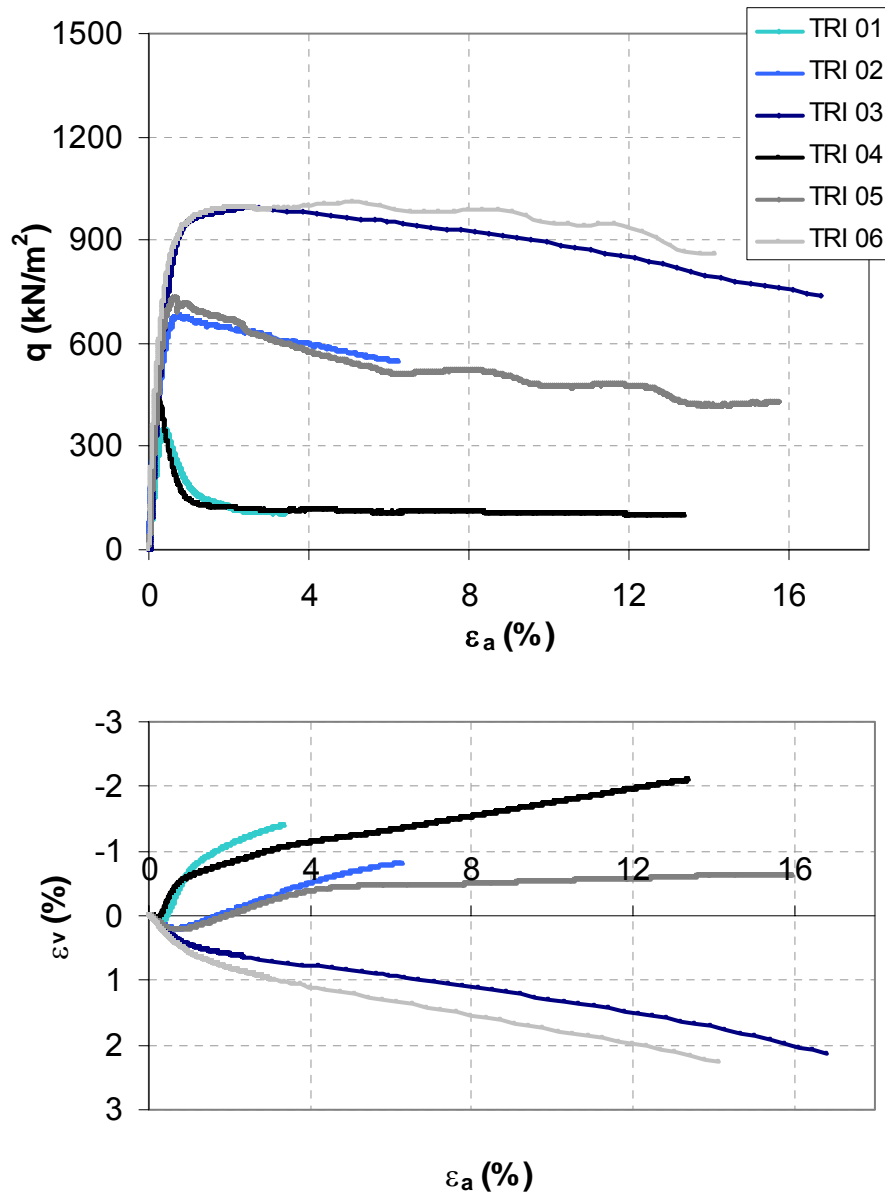 1500
1200
900
600
300
0
q (kN/m²)
0 4 8 12 16
εa (%)
TRI 01
TRI 02
TRI 03
TRI 04
TRI 05
TRI 06
-3
-2
-1
0
1
2
3
εv (%)
0 4 8 12 16
εa (%)